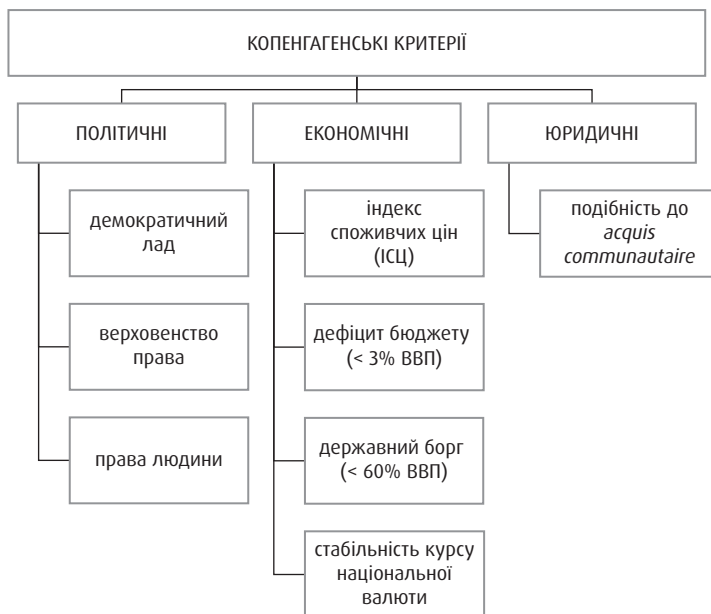 КОПЕНГАГЕНСЬКІ КРИТЕРІЇ
ПОЛІТИЧНІ
ЕКОНОМІЧНІ
ЮРИДИЧНІ
демократичний
лад
індекс
споживчих цін
(ІСЦ)
подібність до
acquis
communautaire
верховенство
права
дефіцит бюджету
(< 3% ВВП)
права людини
державний борг
(< 60% ВВП)
стабільність курсу
національної
валюти